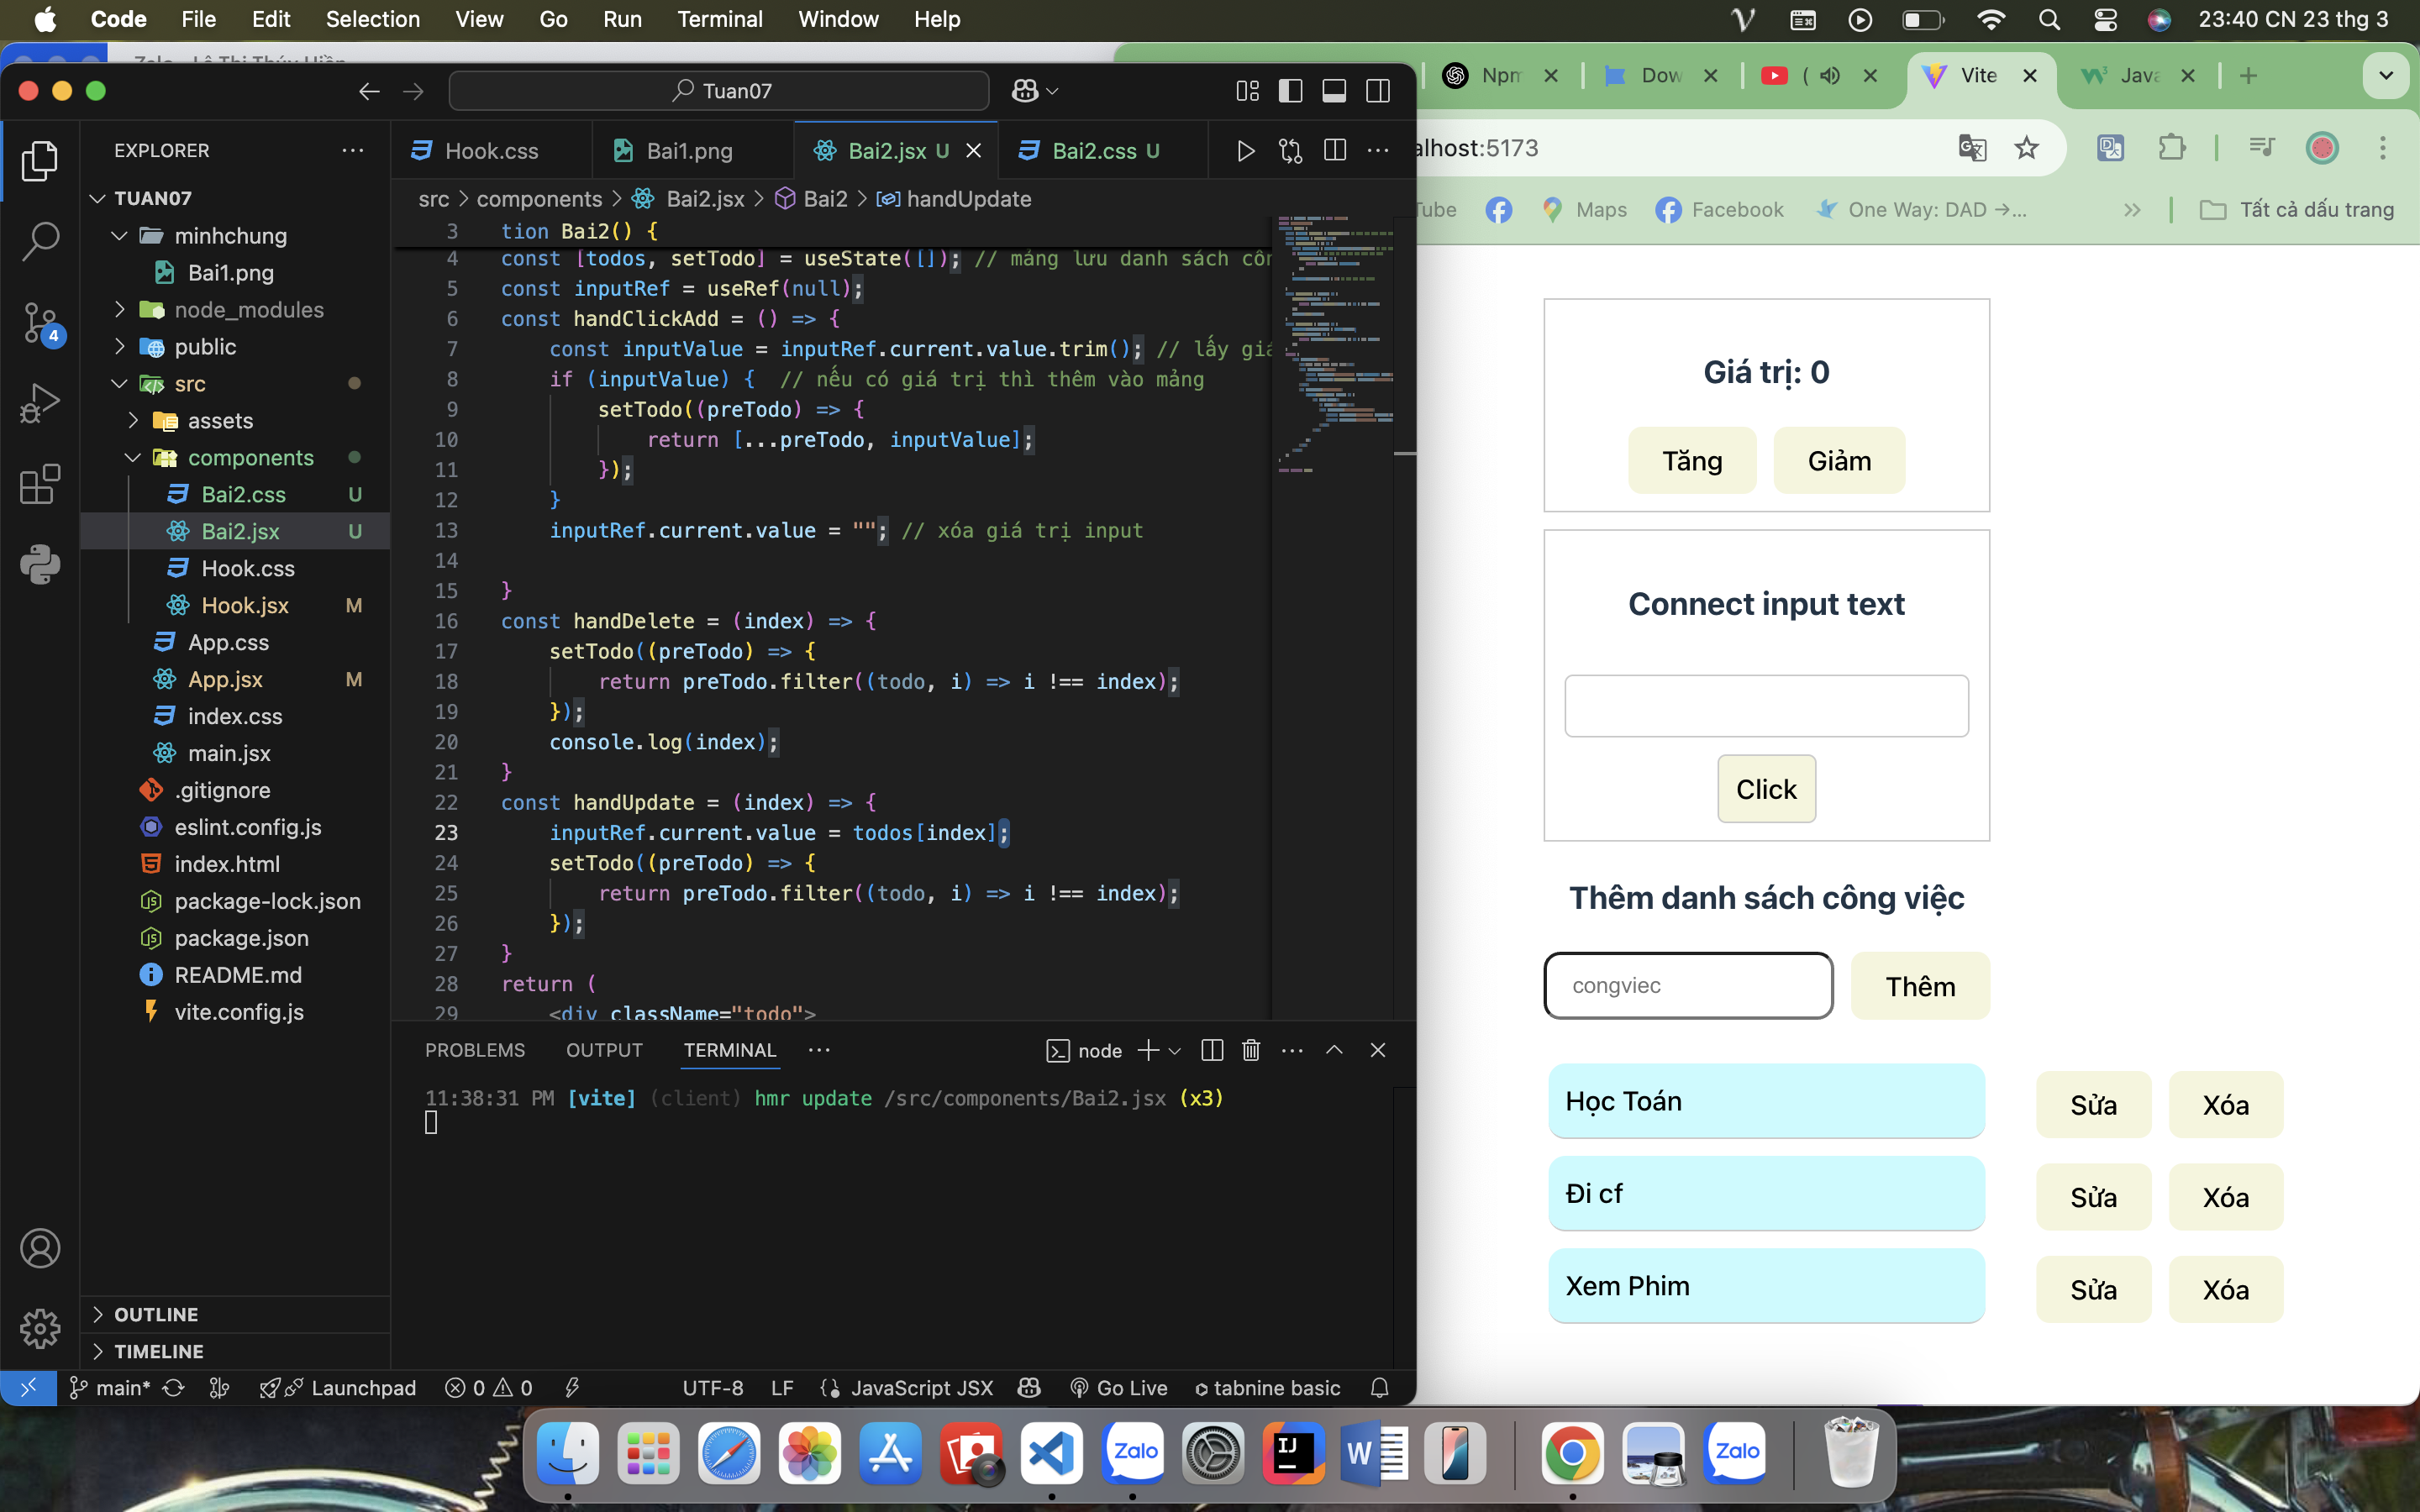 Code File Edit Selection View Go Run Terminal Window Help 23:40 CN 23 thg 3
Zalo - Lê Thị Thúy Hiền
Tuan07
Npm Dow ( Vite Java
alhost:5173
Tube Maps Facebook One Way: DAD →... Tất cả dấu trang
EXPLORER
TUAN07
minhchung
Bai1.png
node_modules
public
src
assets
components
Bai2.css U
Bai2.jsx U
Hook.css
Hook.jsx M
App.css
App.jsx M
index.css
main.jsx
.gitignore
eslint.config.js
index.html
package-lock.json
package.json
README.md
vite.config.js
OUTLINE
TIMELINE
4
Hook.css Bai1.png Bai2.jsx U Bai2.css U
src > components > Bai2.jsx > Bai2 > handUpdate
3 tion Bai2() {
4 const [todos, setTodo] = useState([]); // mảng lưu danh sách côn
5 const inputRef = useRef(null);
6 const handClickAdd = () => {
7 const inputValue = inputRef.current.value.trim(); // lấy giá
8 if (inputValue) { // nếu có giá trị thì thêm vào mảng
9 setTodo((preTodo) => {
10 return [...preTodo, inputValue];
11 });
12 }
13 inputRef.current.value = ""; // xóa giá trị input
14
15 }
16 const handDelete = (index) => {
17 setTodo((preTodo) => {
18 return preTodo.filter((todo, i) => i !== index);
19 });
20 console.log(index);
21 }
22 const handUpdate = (index) => {
23 inputRef.current.value = todos[index];
24 setTodo((preTodo) => {
25 return preTodo.filter((todo, i) => i !== index);
26 });
27 }
28 return (
29 <div className="todo">
PROBLEMS OUTPUT TERMINAL node
11:38:31 PM [vite] (client) hmr update /src/components/Bai2.jsx (x3)
main* Launchpad 0 0 UTF-8 LF JavaScript JSX Go Live tabnine basic
Giá trị: 0
Tăng Giảm
Connect input text
Click
Thêm danh sách công việc
congviec Thêm
Học Toán Sửa Xóa
Đi cf Sửa Xóa
Xem Phim Sửa Xóa
Zalo IJ W Zalo